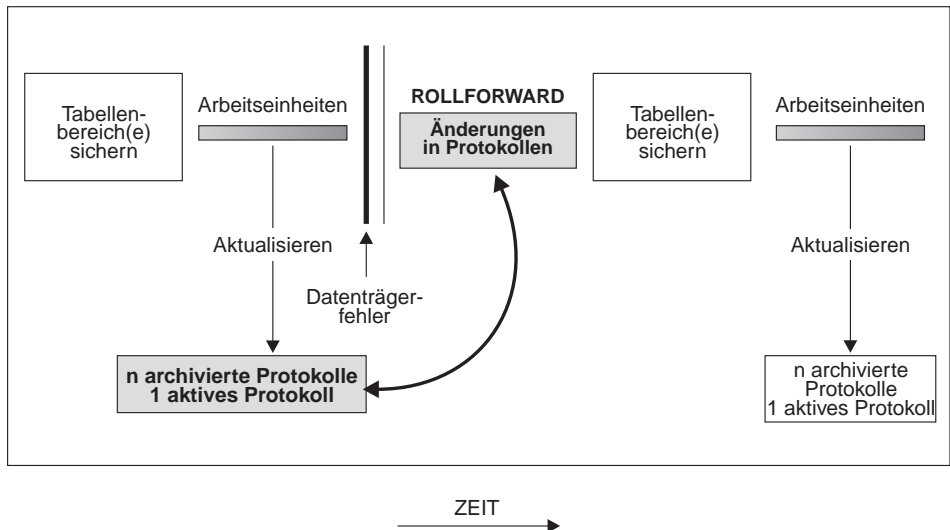 Tabellen-
bereich(e)
sichern
Arbeitseinheiten
Aktualisieren
Datenträger-
fehler
n archivierte Protokolle
1 aktives Protokoll
ROLLFORWARD
Änderungen
in Protokollen
Tabellen-
bereich(e)
sichern
Arbeitseinheiten
Aktualisieren
n archivierte
Protokolle
1 aktives Protokoll
ZEIT